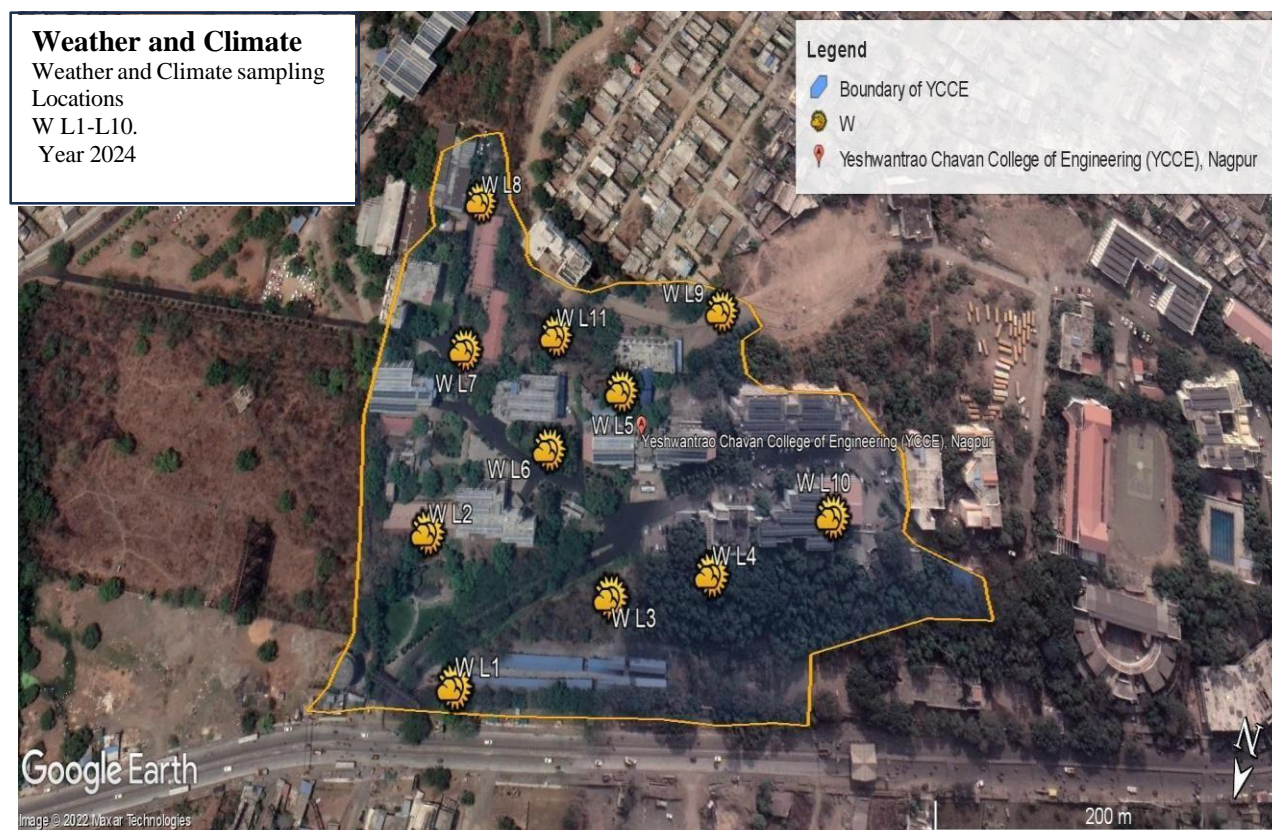 Weather and Climate
Weather and Climate sampling
Locations
W L1-L10.
Year 2024
Legend
Boundary of YCCE
W
Yeshwantrao Chavan College of Engineering (YCCE), Nagpur
W L8
W L9
W L11
W L7
W L5
Yeshwantrao Chavan College of Engineering (YCCE), Nagpur
W L6
W L10
W L2
W L4
W L3
W L1
N
Google Earth
Image © 2022 Maxar Technologies
200 m